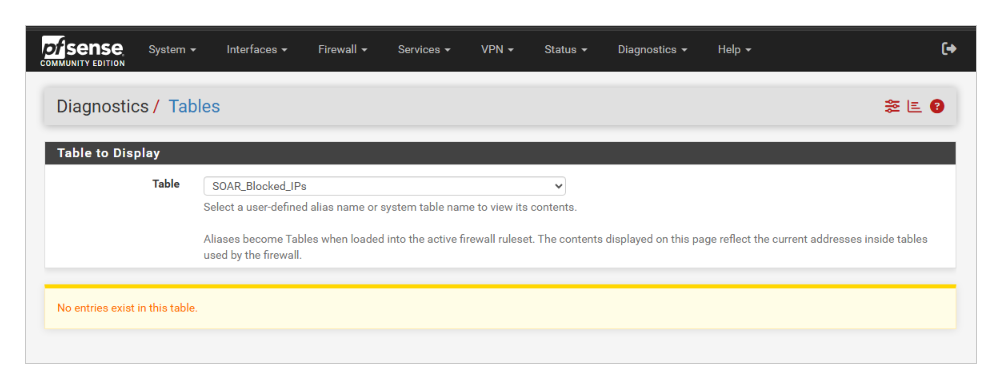 pfsense
COMMUNITY EDITION
System Interfaces Firewall Services VPN Status Diagnostics Help
Diagnostics / Tables
Table to Display
Table SOAR_Blocked_IPs
Select a user-defined alias name or system table name to view its contents.
Aliases become Tables when loaded into the active firewall ruleset. The contents displayed on this page reflect the current addresses inside tables
used by the firewall.
No entries exist in this table.